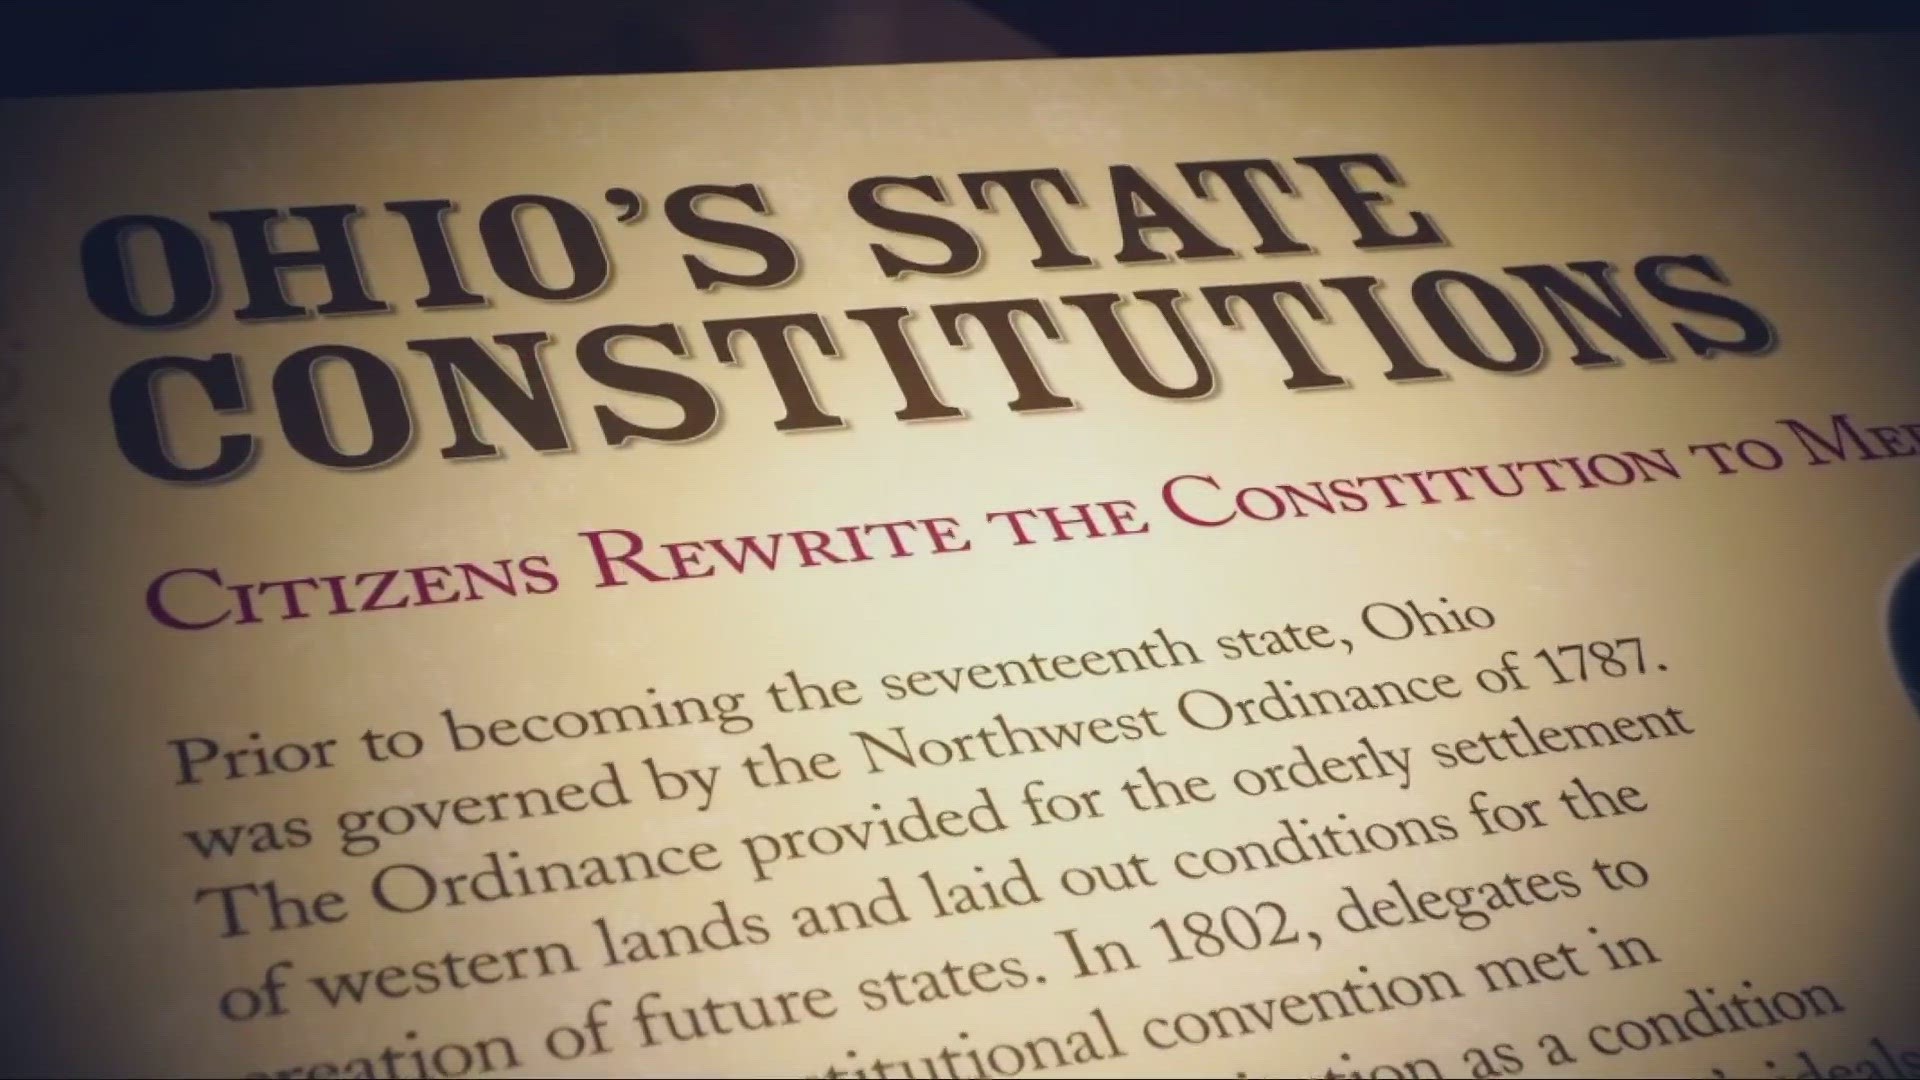 OHIO'S STATE
CONSTITUTIONS
CITIZENS REWRITE THE CONSTITUTION TO
Prior to becoming the seventeenth state, Ohio
was governed by the Northwest Ordinance of 1787.
The Ordinance provided for the orderly settlement
of western lands and laid out conditions for the
creation of future states. In 1802, delegates to
convention met in
as a condition